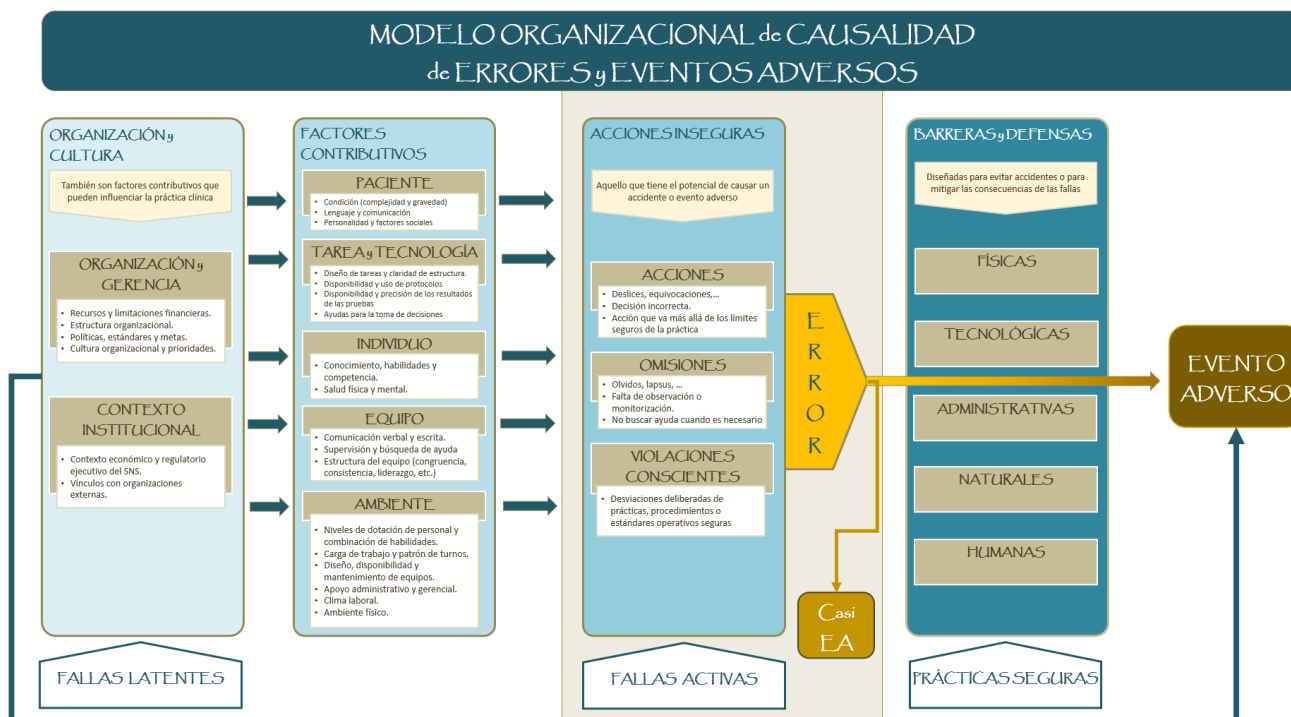 MODELO ORGANIZACIONAL de CAUSALIDAD
de ERRORES y EVENTOS ADVERSOS
ORGANIZACIÓN y
CULTURA
También son factores contributivos que
pueden influenciar la práctica clínica
ORGANIZACIÓN y
GERENCIA
• Recursos y limitaciones financieras.
• Estructura organizacional.
• Políticas, estándares y metas.
• Cultura organizacional y prioridades.
CONTEXTO
INSTITUCIONAL
• Contexto económico y regulatorio
ejecutivo del SNS.
• Vínculos con organizaciones
externas.
FALLAS LATENTES
FACTORES
CONTRIBUTIVOS
PACIENTE
• Condición (complejidad y gravedad)
• Lenguaje y comunicación
• Personalidad y factores sociales
TAREA y TECNOLOGÍA
• Diseño de tareas y claridad de estructura.
• Disponibilidad y uso de protocolos
• Disponibilidad y precisión de los resultados
de las pruebas
• Ayudas para la toma de decisiones
INDIVIDUO
• Conocimiento, habilidades y
competencia.
• Salud física y mental.
EQUIPO
• Comunicación verbal y escrita.
• Supervisión y búsqueda de ayuda
• Estructura del equipo (congruencia,
consistencia, liderazgo, etc.)
AMBIENTE
• Niveles de dotación de personal y
combinación de habilidades.
• Carga de trabajo y patrón de turnos.
• Diseño, disponibilidad y
mantenimiento de equipos.
• Apoyo administrativo y gerencial.
• Clima laboral.
• Ambiente físico.
ACCIONES INSEGURAS
Aquello que tiene el potencial de causar un
accidente o evento adverso
ACCIONES
• Deslices, equivocaciones,...
• Decisión incorrecta.
• Acción que va más allá de los límites
seguros de la práctica
OMISIONES
• Olvidos, lapsus, ...
• Falta de observación o
monitorización.
• No buscar ayuda cuando es necesario
VIOLACIONES
CONSCIENTES
• Desviaciones deliberadas de
prácticas, procedimientos o
estándares operativos seguras
FALLAS ACTIVAS
E
R
R
O
R
Casi
EA
BARRERAS y DEFENSAS
Diseñadas para evitar accidentes o para
mitigar las consecuencias de las fallas
FÍSICAS
TECNOLÓGÍCAS
ADMINISTRATIVAS
NATURALES
HUMANAS
PRÁCTICAS SEGURAS
EVENTO
ADVERSO